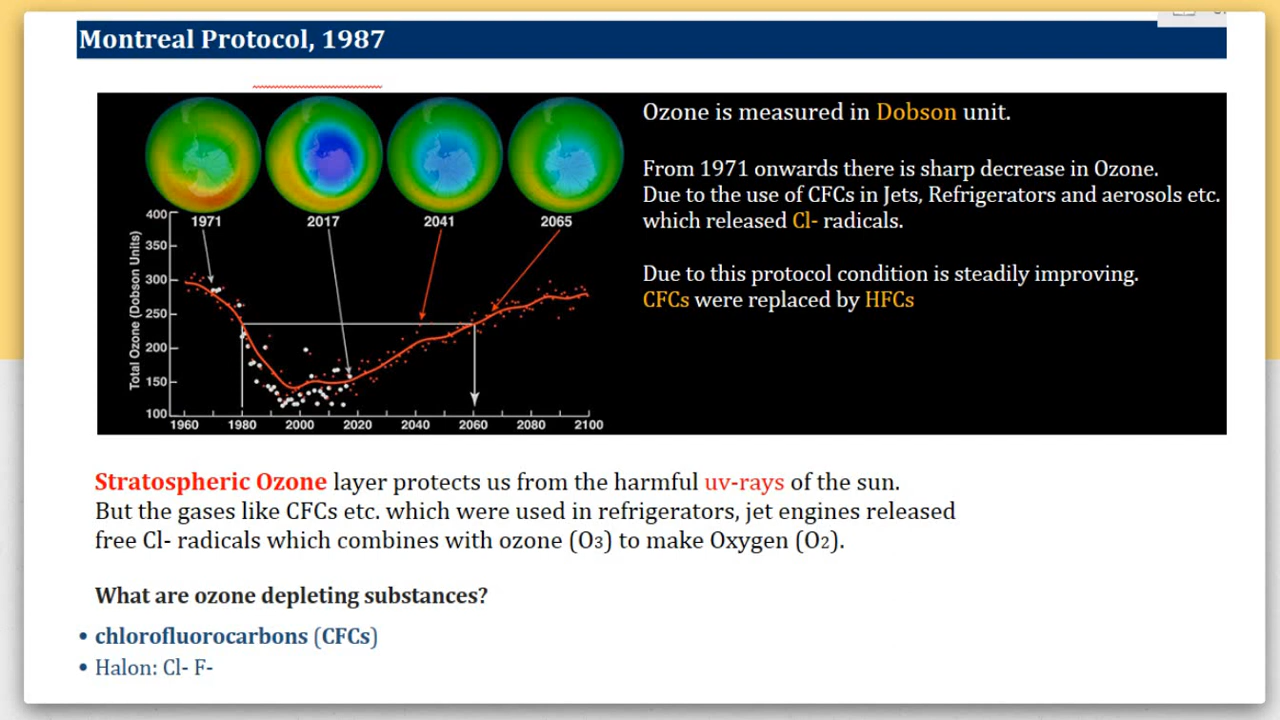 Montreal Protocol, 1987
Ozone is measured in Dobson unit.
From 1971 onwards there is sharp decrease in Ozone.
Due to the use of CFCs in Jets, Refrigerators and aerosols etc.
which released Cl- radicals.
Due to this protocol condition is steadily improving.
CFCs were replaced by HFCs
1971 2017 2041 2065
Total Ozone (Dobson Units)
400
350
300
250
200
150
100
1960 1980 2000 2020 2040 2060 2080 2100
Stratospheric Ozone layer protects us from the harmful uv-rays of the sun.
But the gases like CFCs etc. which were used in refrigerators, jet engines released
free Cl- radicals which combines with ozone (O3) to make Oxygen (O2).
What are ozone depleting substances?
• chlorofluorocarbons (CFCs)
• Halon: Cl- F-